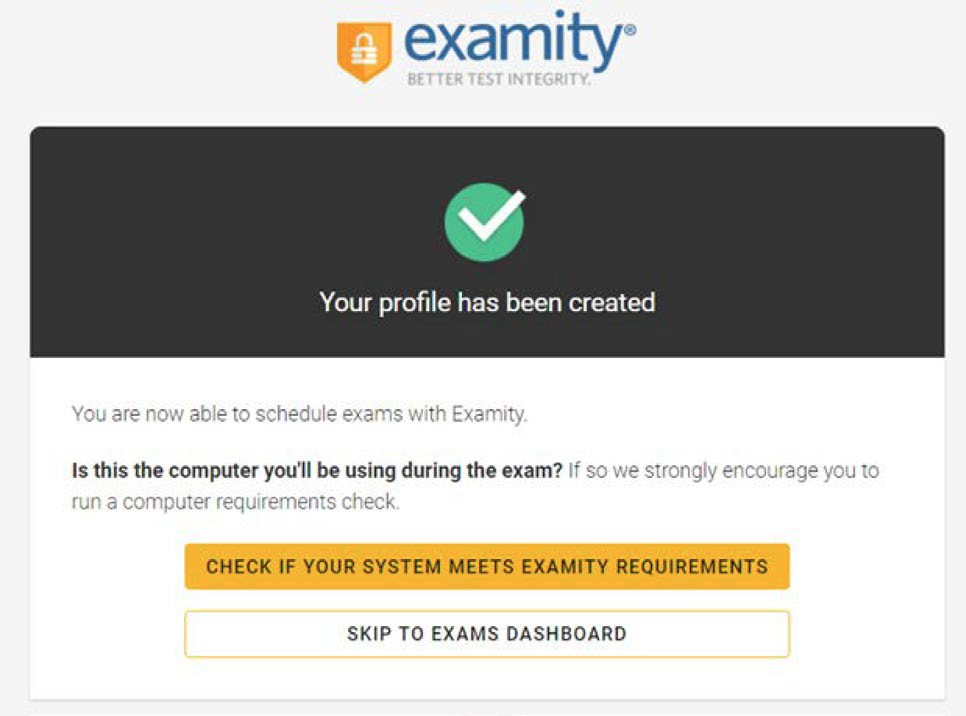 examity®
BETTER TEST INTEGRITY.
Your profile has been created
You are now able to schedule exams with Examity.
Is this the computer you'll be using during the exam? If so we strongly encourage you to
run a computer requirements check.
CHECK IF YOUR SYSTEM MEETS EXAMITY REQUIREMENTS
SKIP TO EXAMS DASHBOARD